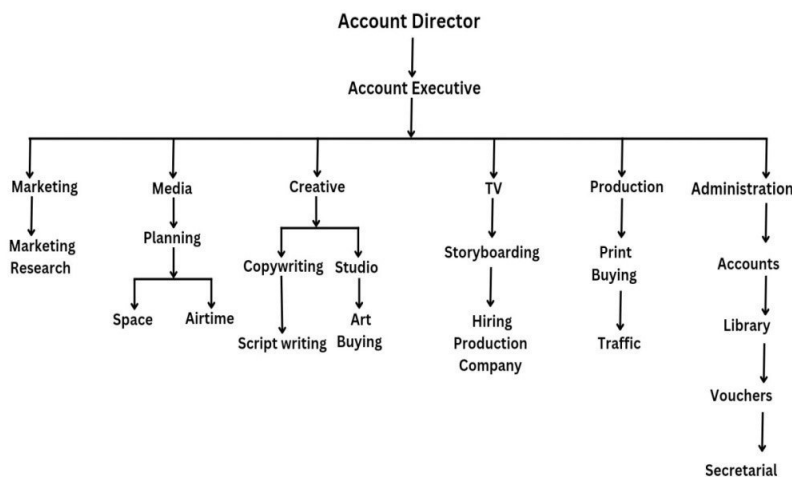 Account Director
Account Executive
Marketing
Media
Creative
TV
Production
Administration
Marketing
Research
Planning
Copywriting
Studio
Storyboarding
Print
Buying
Accounts
Space
Airtime
Script writing
Art
Buying
Hiring
Production
Company
Traffic
Library
Vouchers
Secretarial